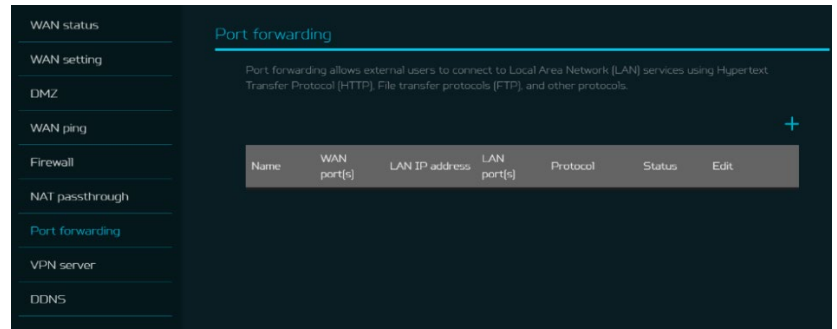 WAN status
WAN setting
DMZ
WAN ping
Firewall
NAT passthrough
Port forwarding
VPN server
DDNS
Port forwarding
Port forwarding allows external users to connect to Local Area Network (LAN) services using Hypertext
Transfer Protocol (HTTP), File transfer protocols (FTP), and other protocols.
+
Name WAN port(s) LAN IP address LAN port(s) Protocol Status Edit